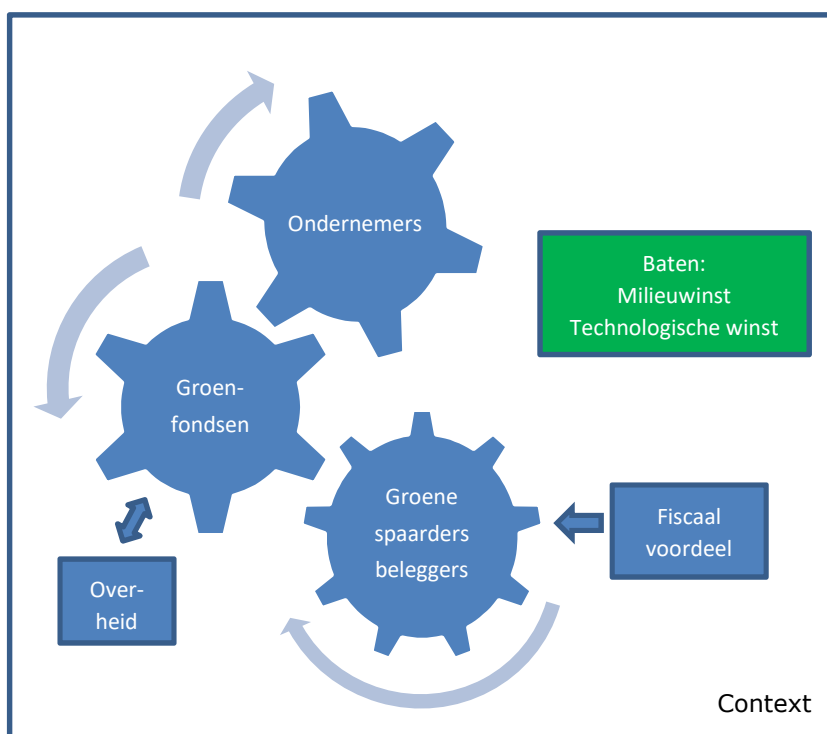 Ondernemers
Baten:
Milieuwinst
Technologische winst
Groen-
fondsen
Groene
spaarders
beleggers
Fiscaal
voordeel
Over-
heid
Context